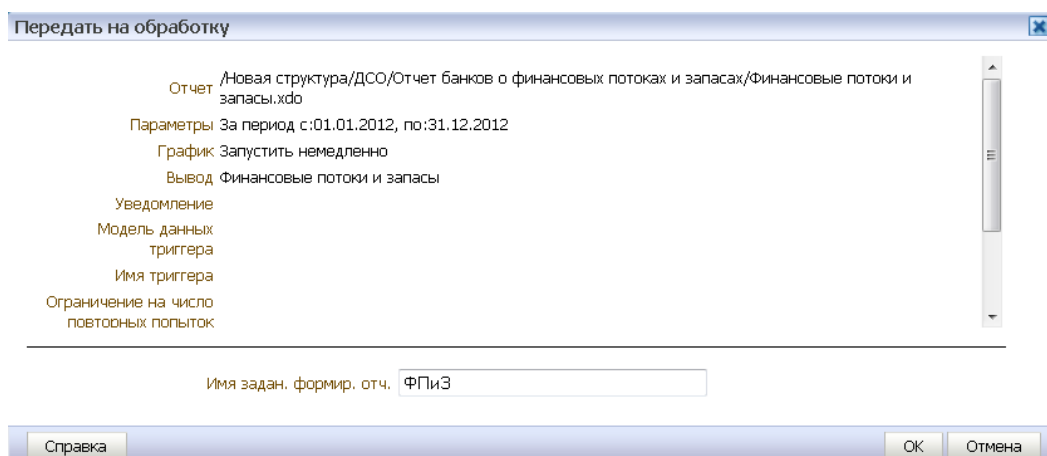 Передать на обработку
Отчет /Новая структура/ДСО/Отчет банков о финансовых потоках и запасах/Финансовые потоки и
запасы.xdo
Параметры За период с:01.01.2012, по:31.12.2012
График Запустить немедленно
Вывод Финансовые потоки и запасы
Уведомление
Модель данных
триггера
Имя триггера
Ограничение на число
повторных попыток
Имя задан. формир. отч. ФПиЗ
Справка OK Отмена